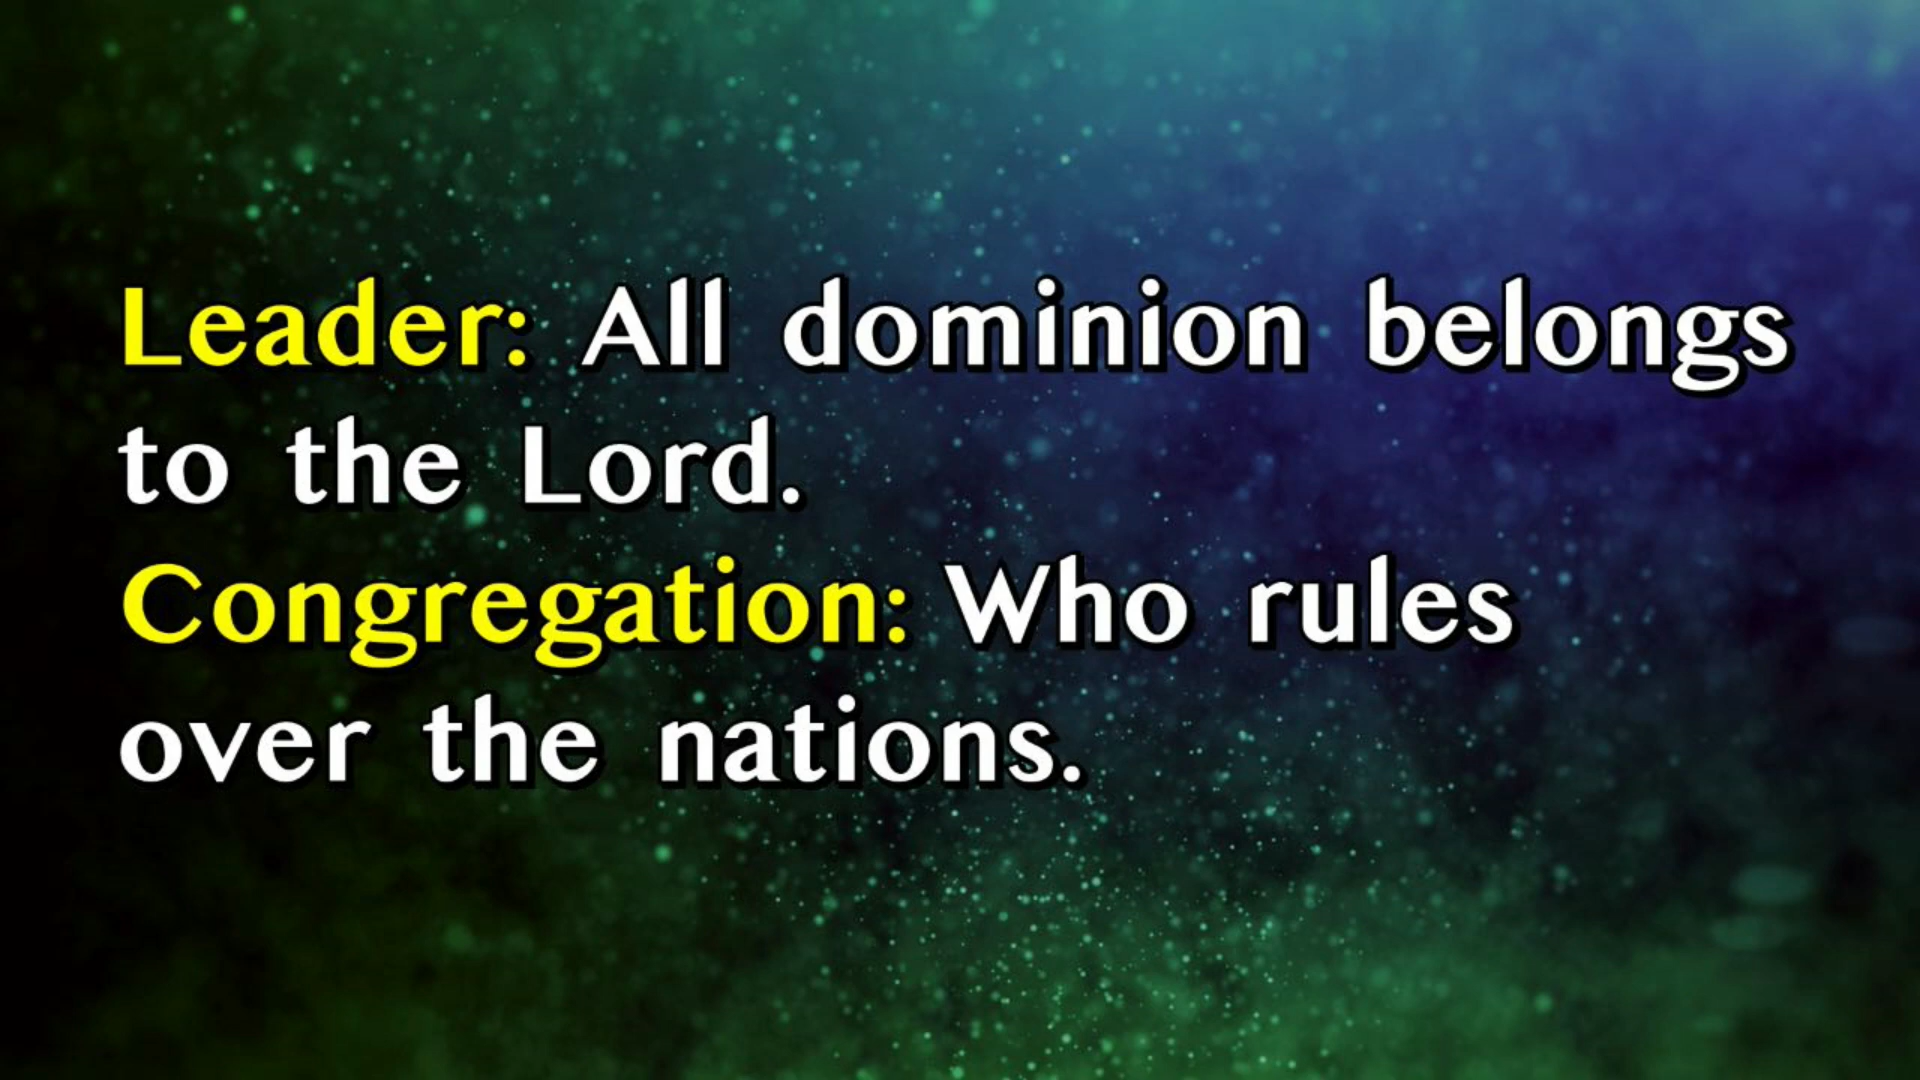 Leader: All dominion belongs
to the Lord.
Congregation: Who rules
over the nations.